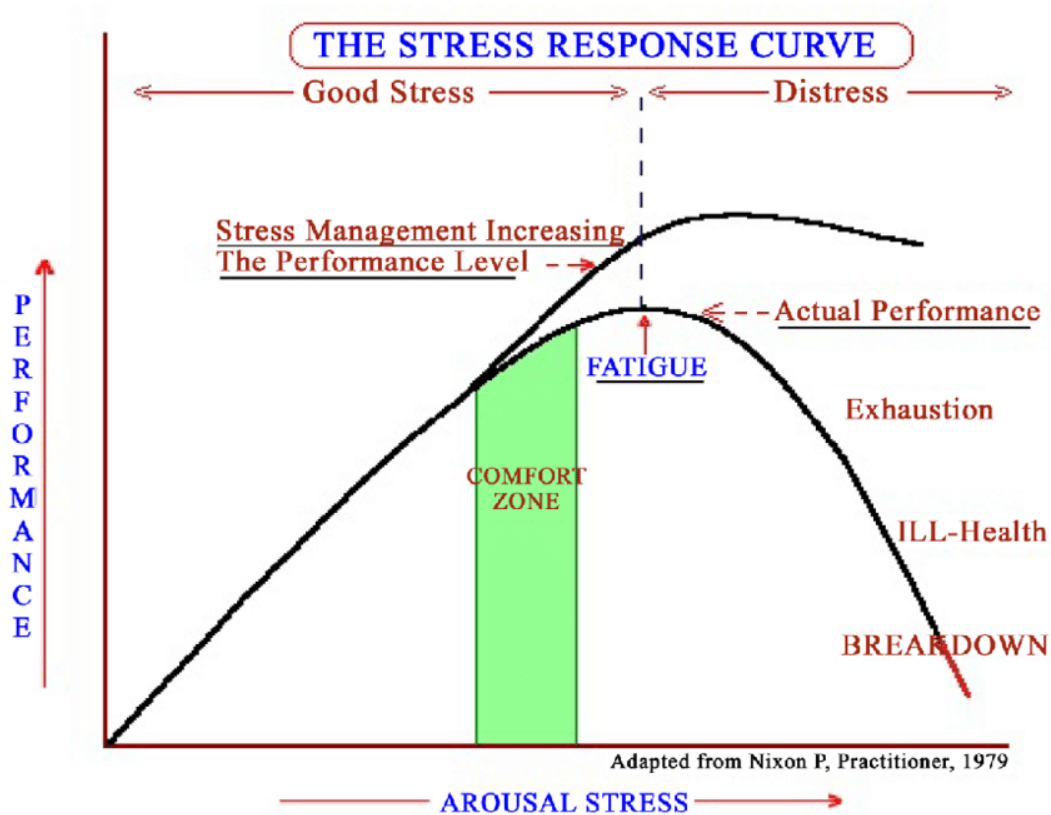 THE STRESS RESPONSE CURVE
Good Stress
Distress
Stress Management Increasing
The Performance Level
Actual Performance
FATIGUE
Exhaustion
COMFORT
ZONE
ILL-Health
BREAKDOWN
PERFORMANCE
Adapted from Nixon P, Practitioner, 1979
AROUSAL STRESS